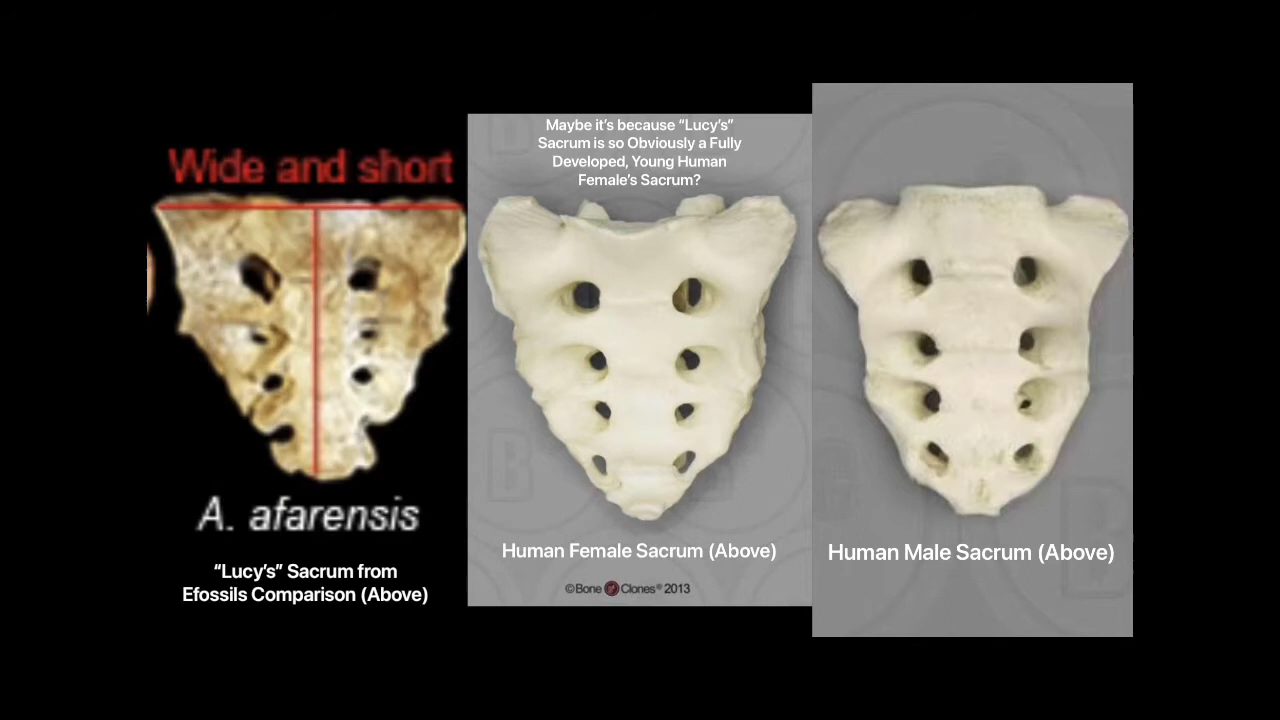 Wide and short
A. afarensis
“Lucy’s” Sacrum from
Efossils Comparison (Above)
Maybe it’s because “Lucy’s”
Sacrum is so Obviously a Fully
Developed, Young Human
Female’s Sacrum?
Human Female Sacrum (Above)
©Bone Clones® 2013
Human Male Sacrum (Above)
B
B
B